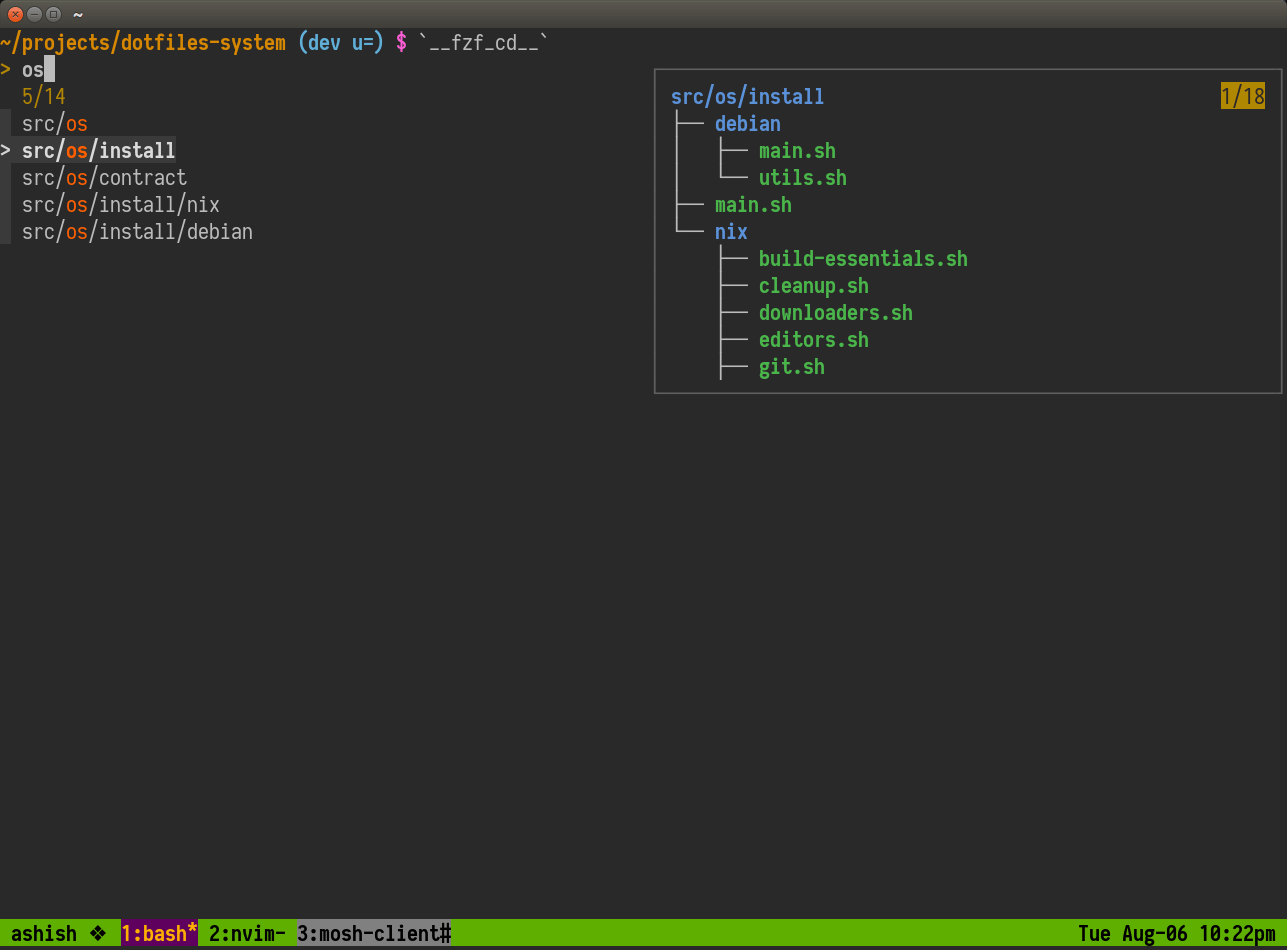 ~
~/projects/dotfiles-system (dev u=) $ `__fzf_cd__`
> os
5/14
src/os
> src/os/install
src/os/contract
src/os/install/nix
src/os/install/debian
src/os/install 1/18
├── debian
│   ├── main.sh
│   └── utils.sh
├── main.sh
└── nix
    ├── build-essentials.sh
    ├── cleanup.sh
    ├── downloaders.sh
    ├── editors.sh
    ├── git.sh
ashish ❖ 1:bash* 2:nvim- 3:mosh-client# Tue Aug-06 10:22pm